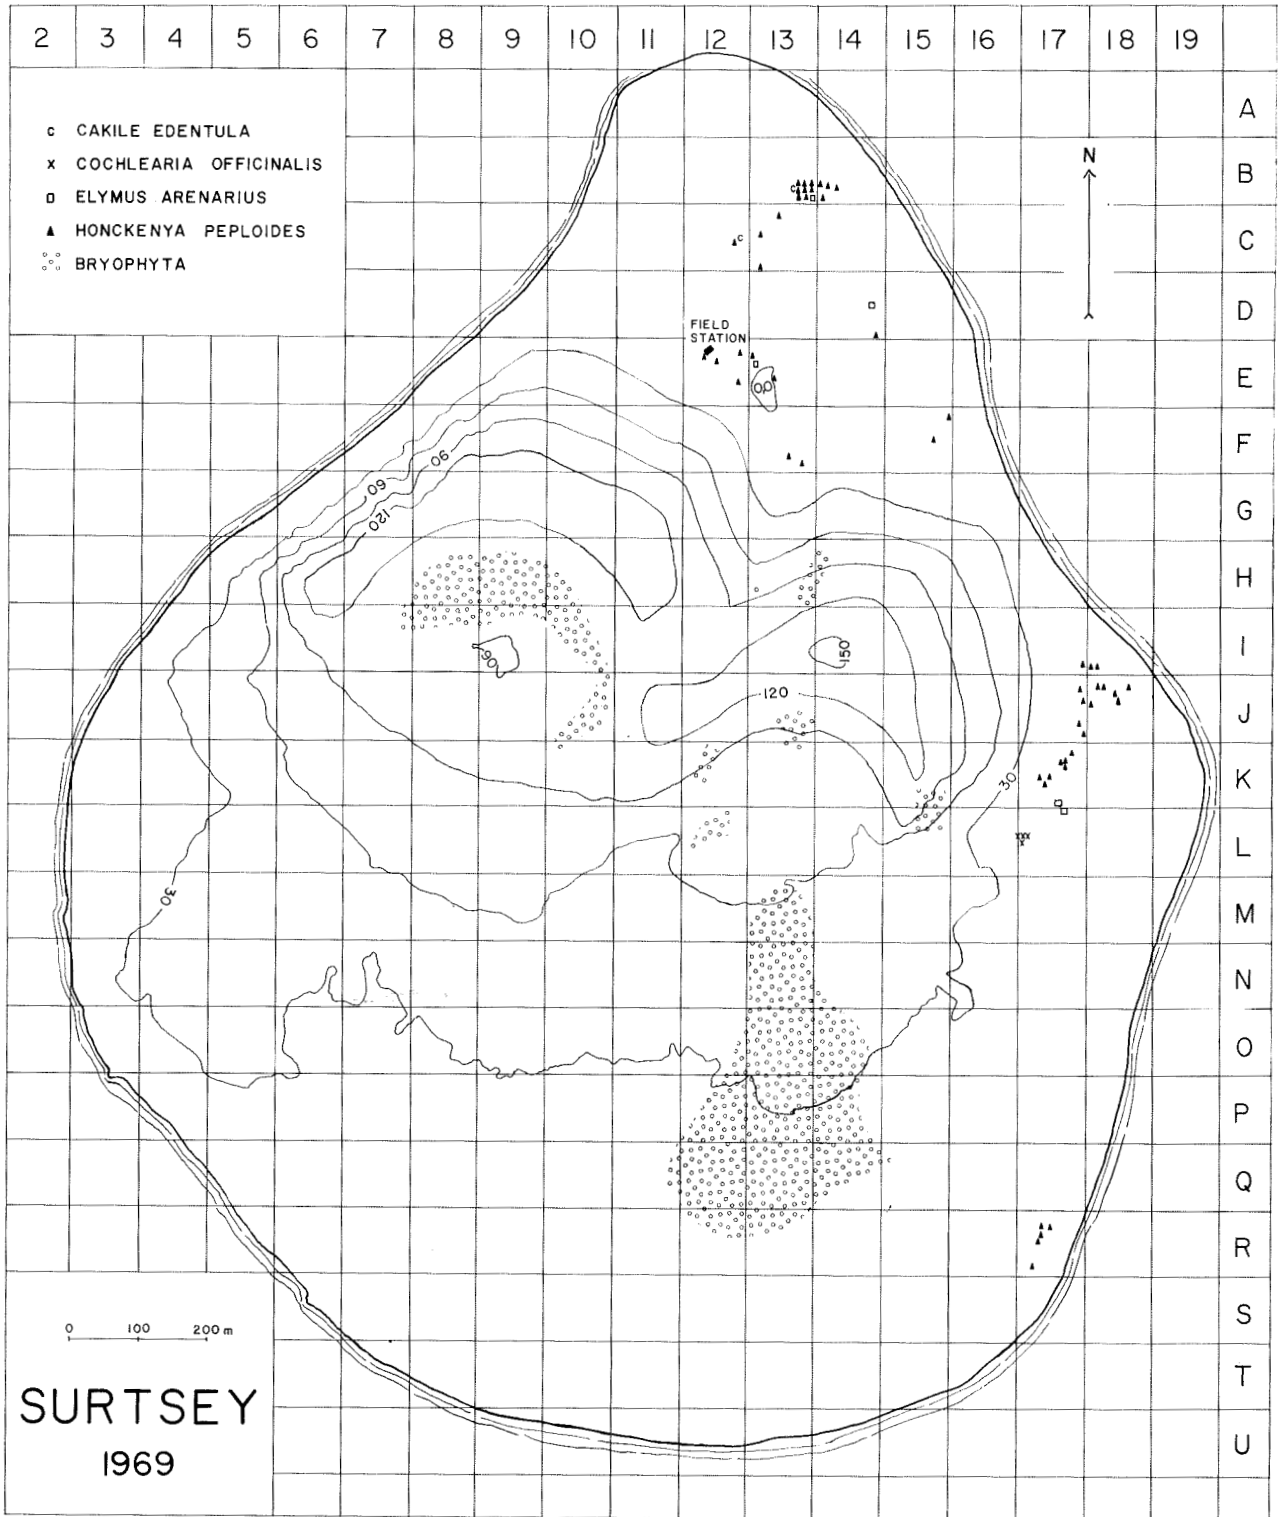 2 3 4 5 6 7 8 9 10 11 12 13 14 15 16 17 18 19
A
c CAKILE EDENTULA
x COCHLEARIA OFFICINALIS
N
B
ELYMUS ARENARIUS
HONCKENYA PEPLOIDES
c
C
c
BRYOPHYTA
D
FIELD
STATION
E
00
F
90
60
G
120
H
I
150
90
120
J
K
30
xxx
x
L
30
M
N
O
P
Q
R
S
0 100 200 m
T
SURTSEY
U
1969